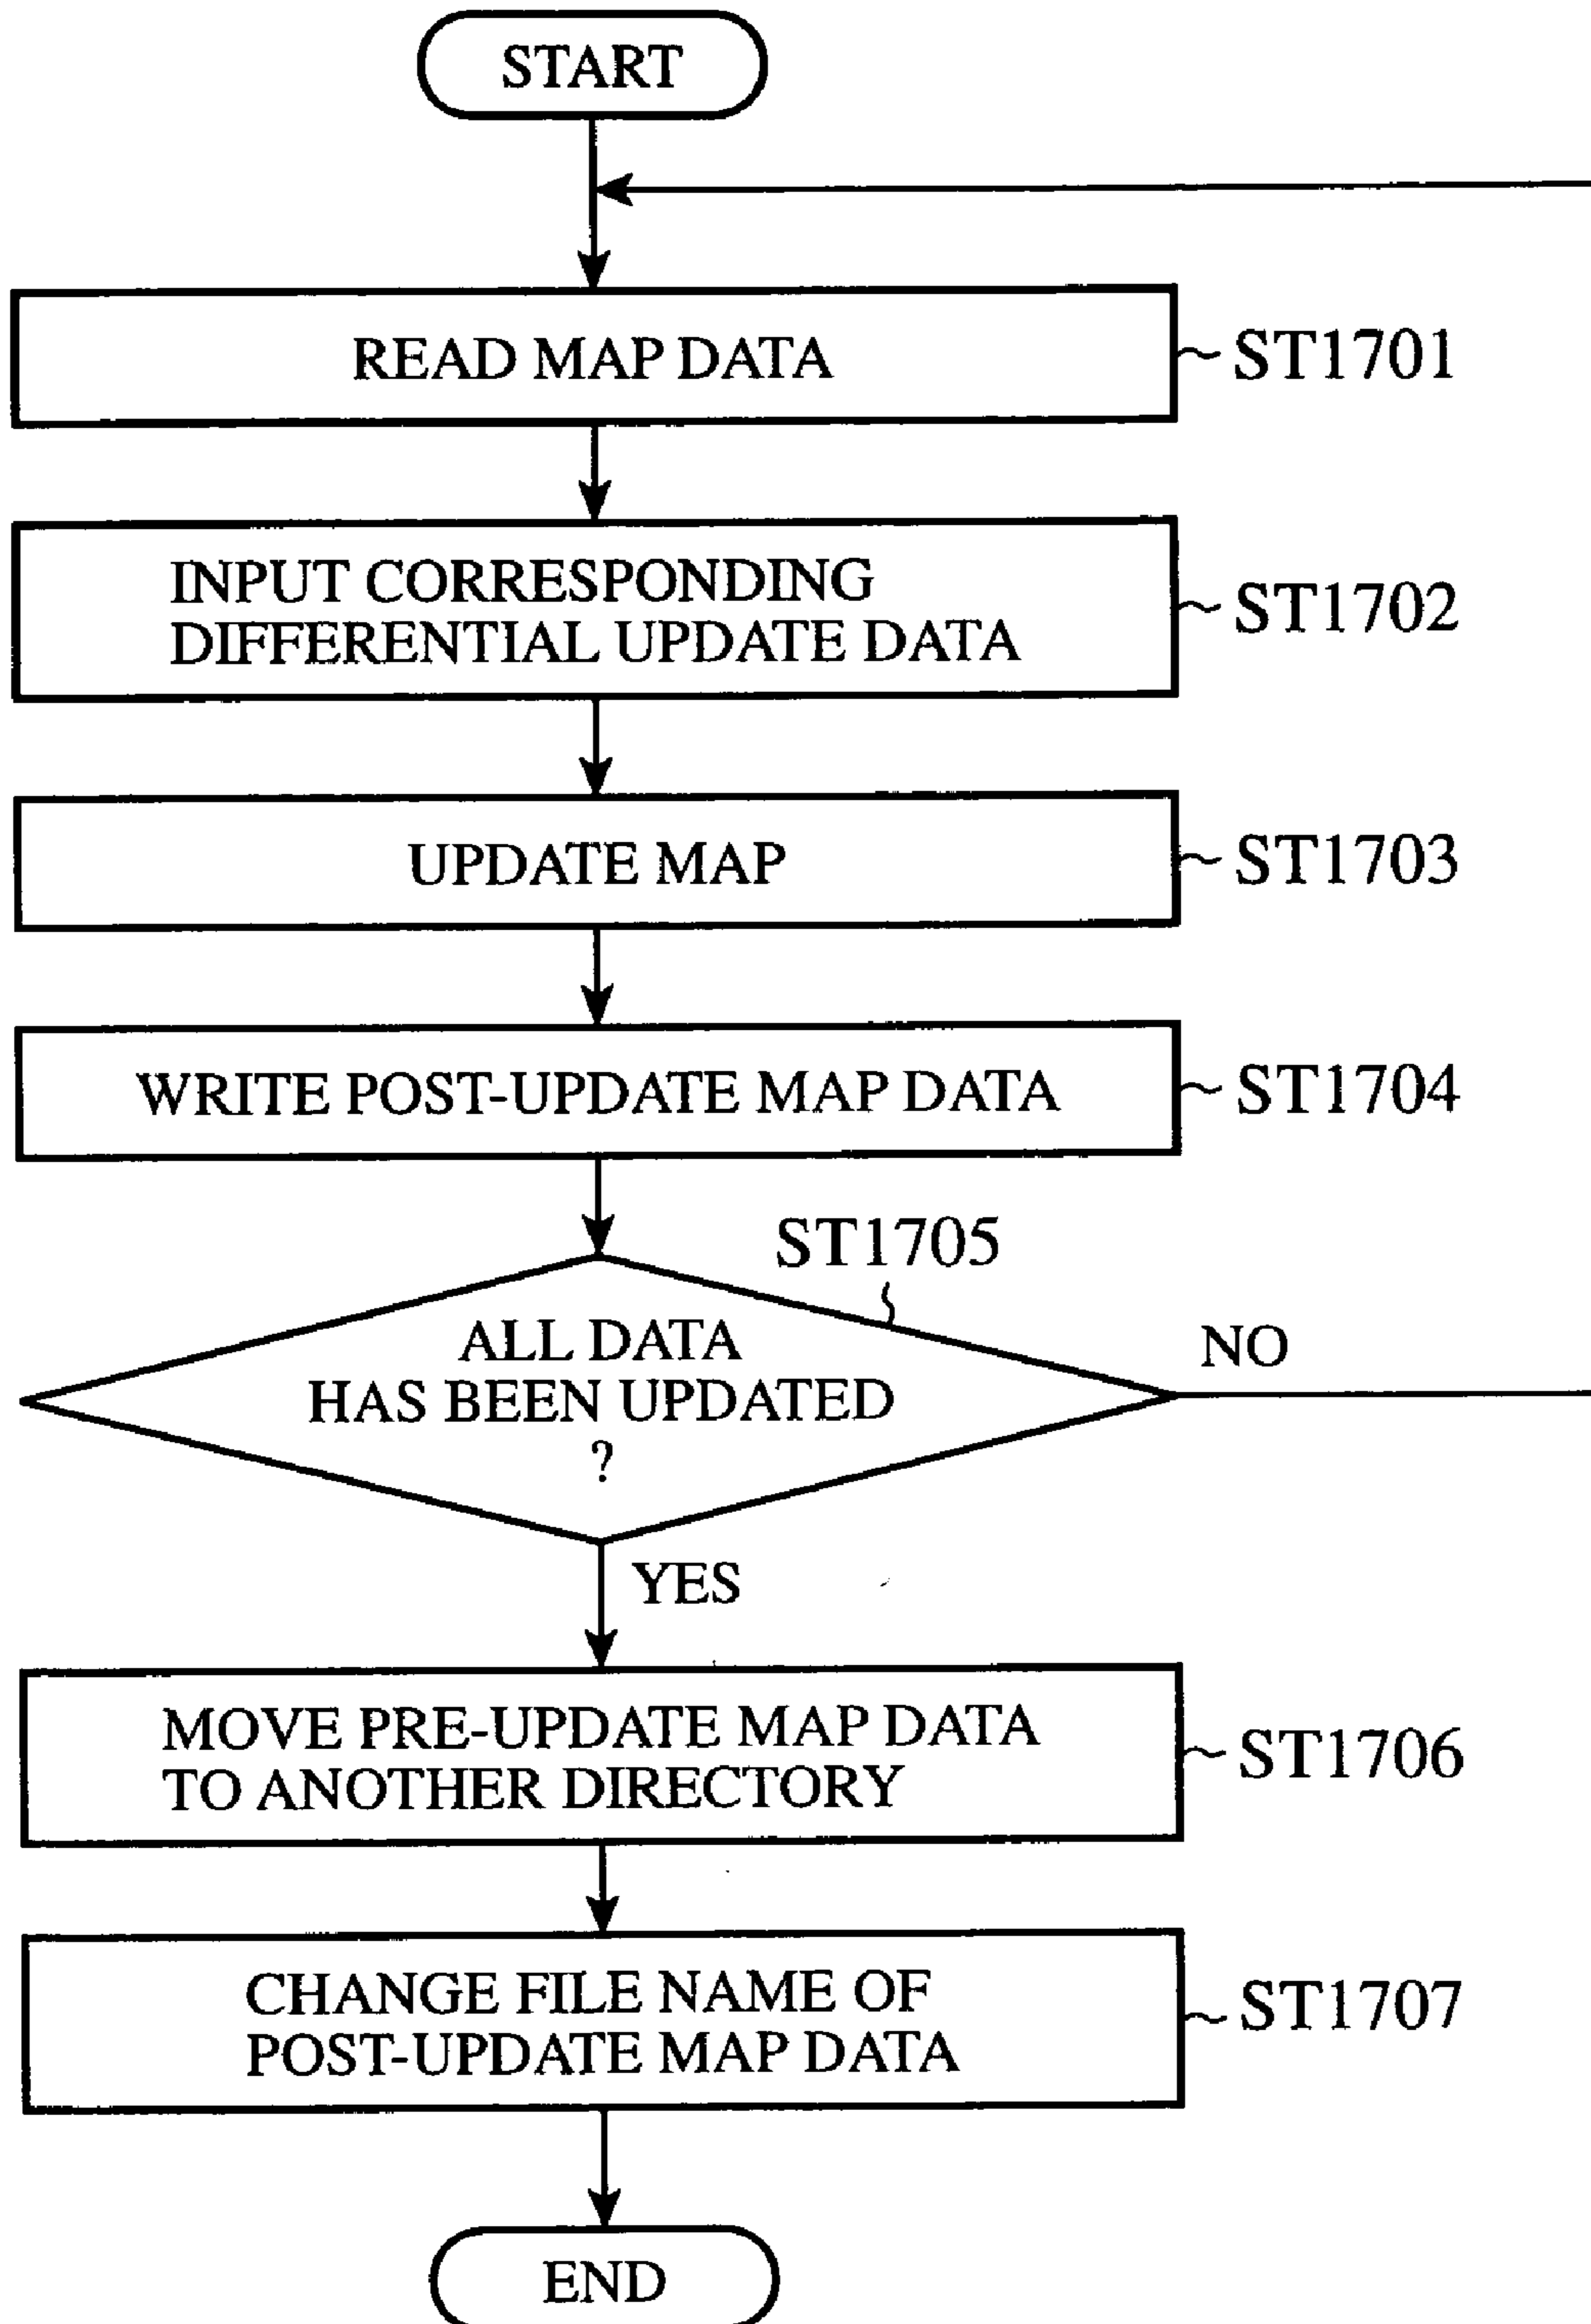 START
READ MAP DATA
ST1701
INPUT CORRESPONDING
DIFFERENTIAL UPDATE DATA
ST1702
UPDATE MAP
ST1703
WRITE POST-UPDATE MAP DATA
ST1704
ST1705
ALL DATA
HAS BEEN UPDATED
?
NO
YES
MOVE PRE-UPDATE MAP DATA
TO ANOTHER DIRECTORY
ST1706
CHANGE FILE NAME OF
POST-UPDATE MAP DATA
ST1707
END